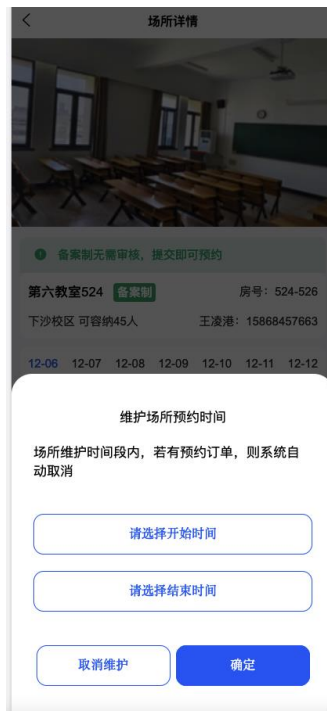 场所详情
备案制无需审核，提交即可预约
第六教室524 备案制 房号：524-526
下沙校区 可容纳45人 王凌港：15868457663
12-06 12-07 12-08 12-09 12-10 12-11 12-12
维护场所预约时间
场所维护时间段内，若有预约订单，则系统自
动取消
请选择开始时间
请选择结束时间
取消维护 确定